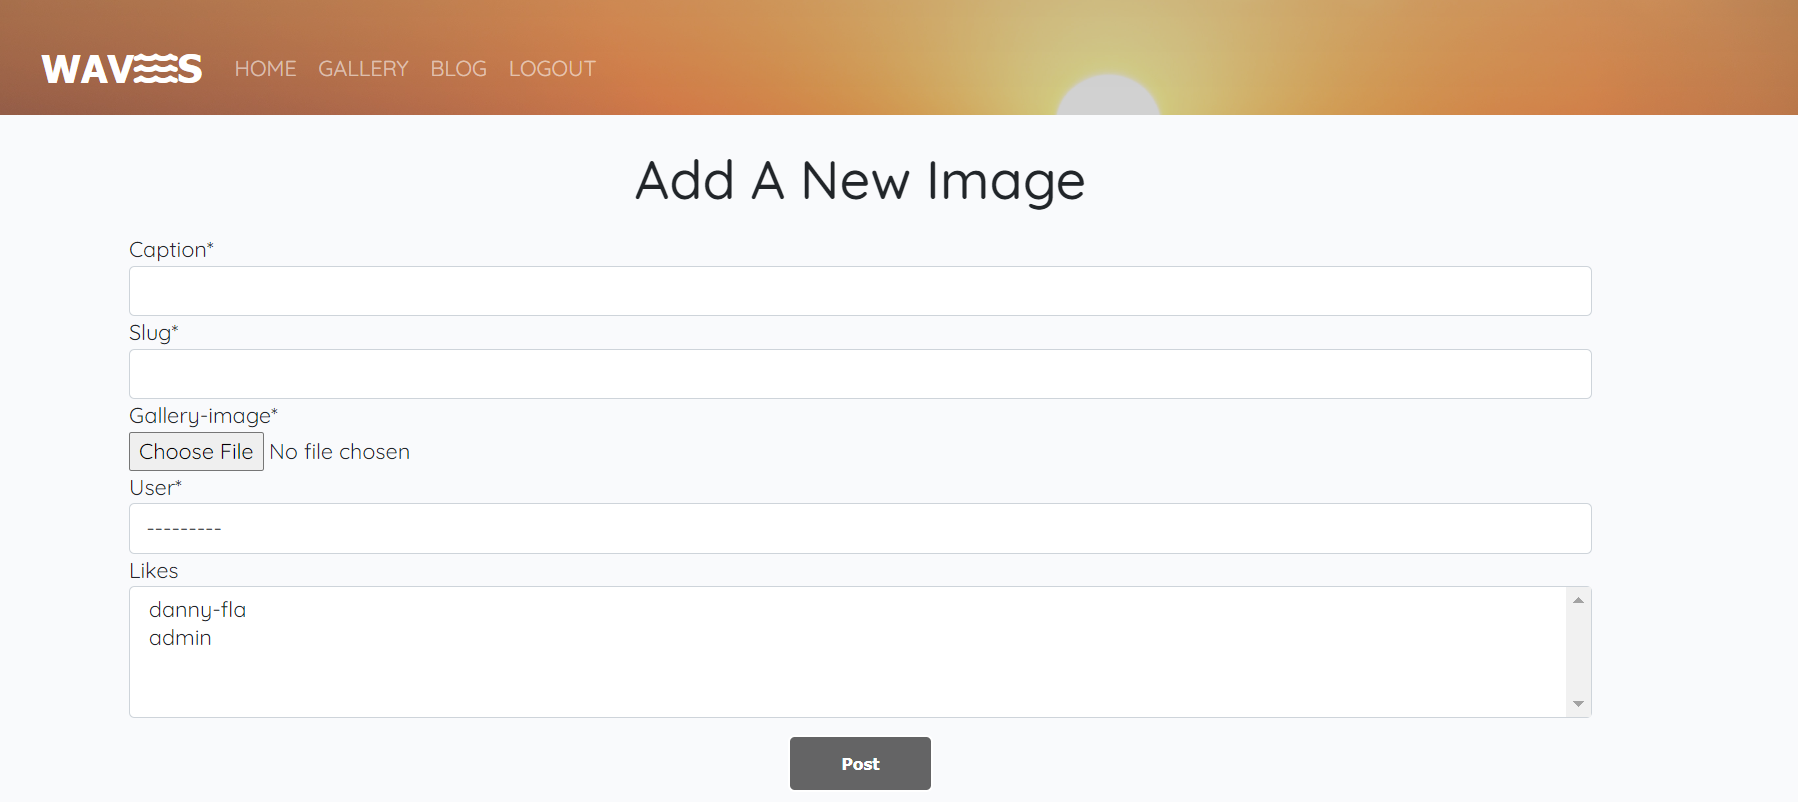 WAVES HOME GALLERY BLOG LOGOUT
Add A New Image
Caption*
Slug*
Gallery-image*
Choose File No file chosen
User*
---------
Likes
danny-fla
admin
Post